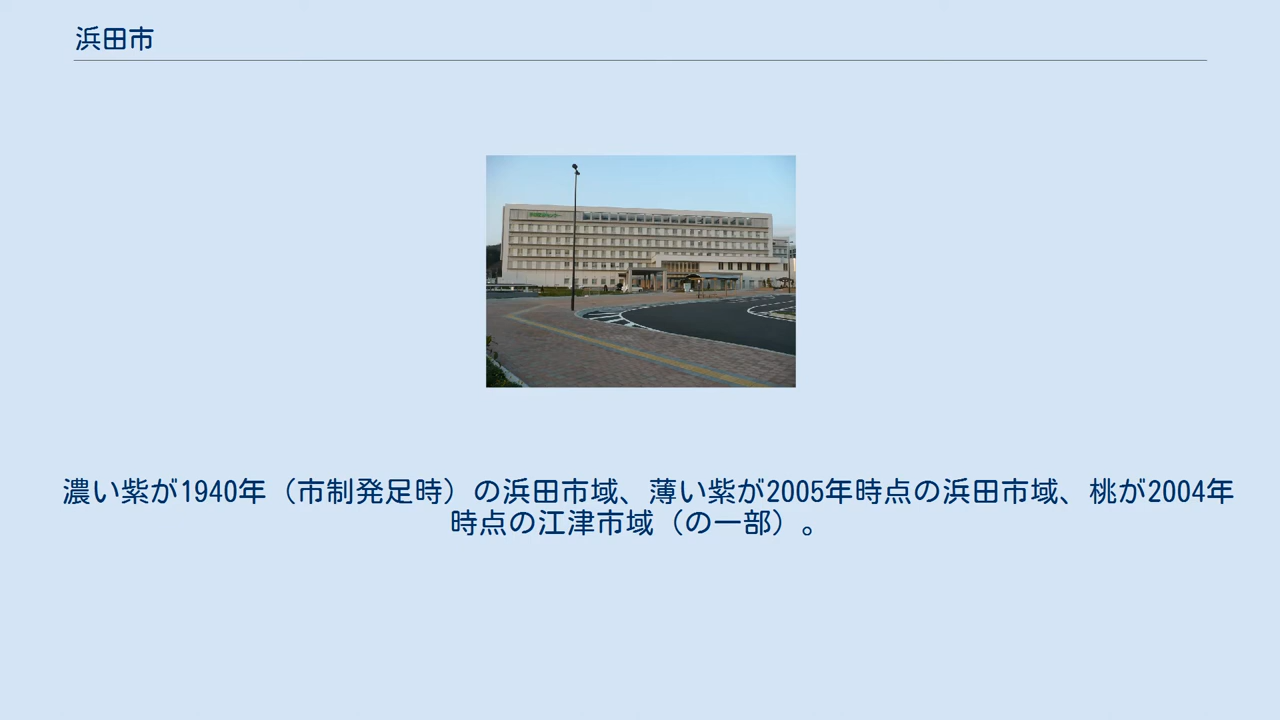 浜田市
濃い紫が1940年（市制発足時）の浜田市域、薄い紫が2005年時点の浜田市域、桃が2004年
時点の江津市域（の一部）。